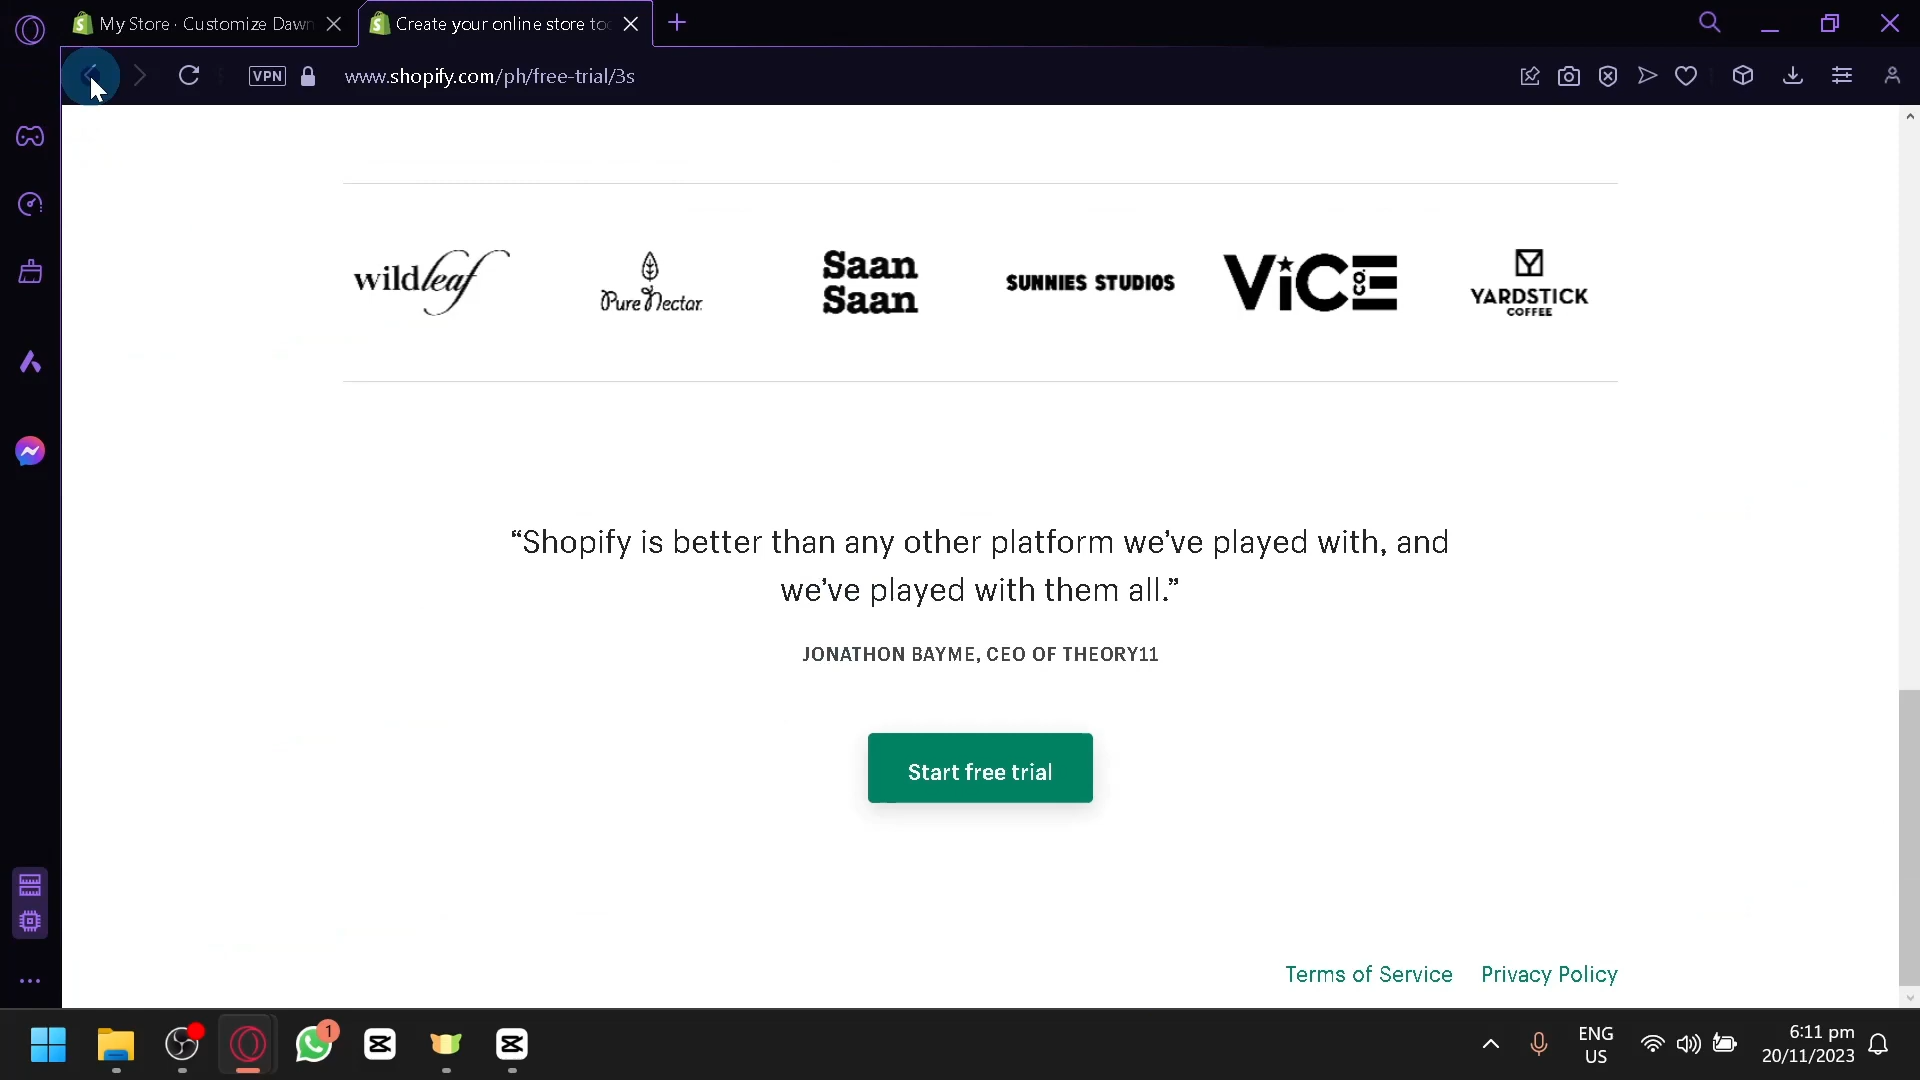 My Store · Customize Dawn
Create your online store too
VPN
www.shopify.com/ph/free-trial/3s
wildleaf
Pure Nectar
Saan
Saan
SUNNIES STUDIOS
ViCE
CO.
YARDSTICK
COFFEE
“Shopify is better than any other platform we’ve played with, and
we’ve played with them all.”
JONATHON BAYME, CEO OF THEORY11
Start free trial
Terms of Service
Privacy Policy
1
ENG
US
6:11 pm
20/11/2023